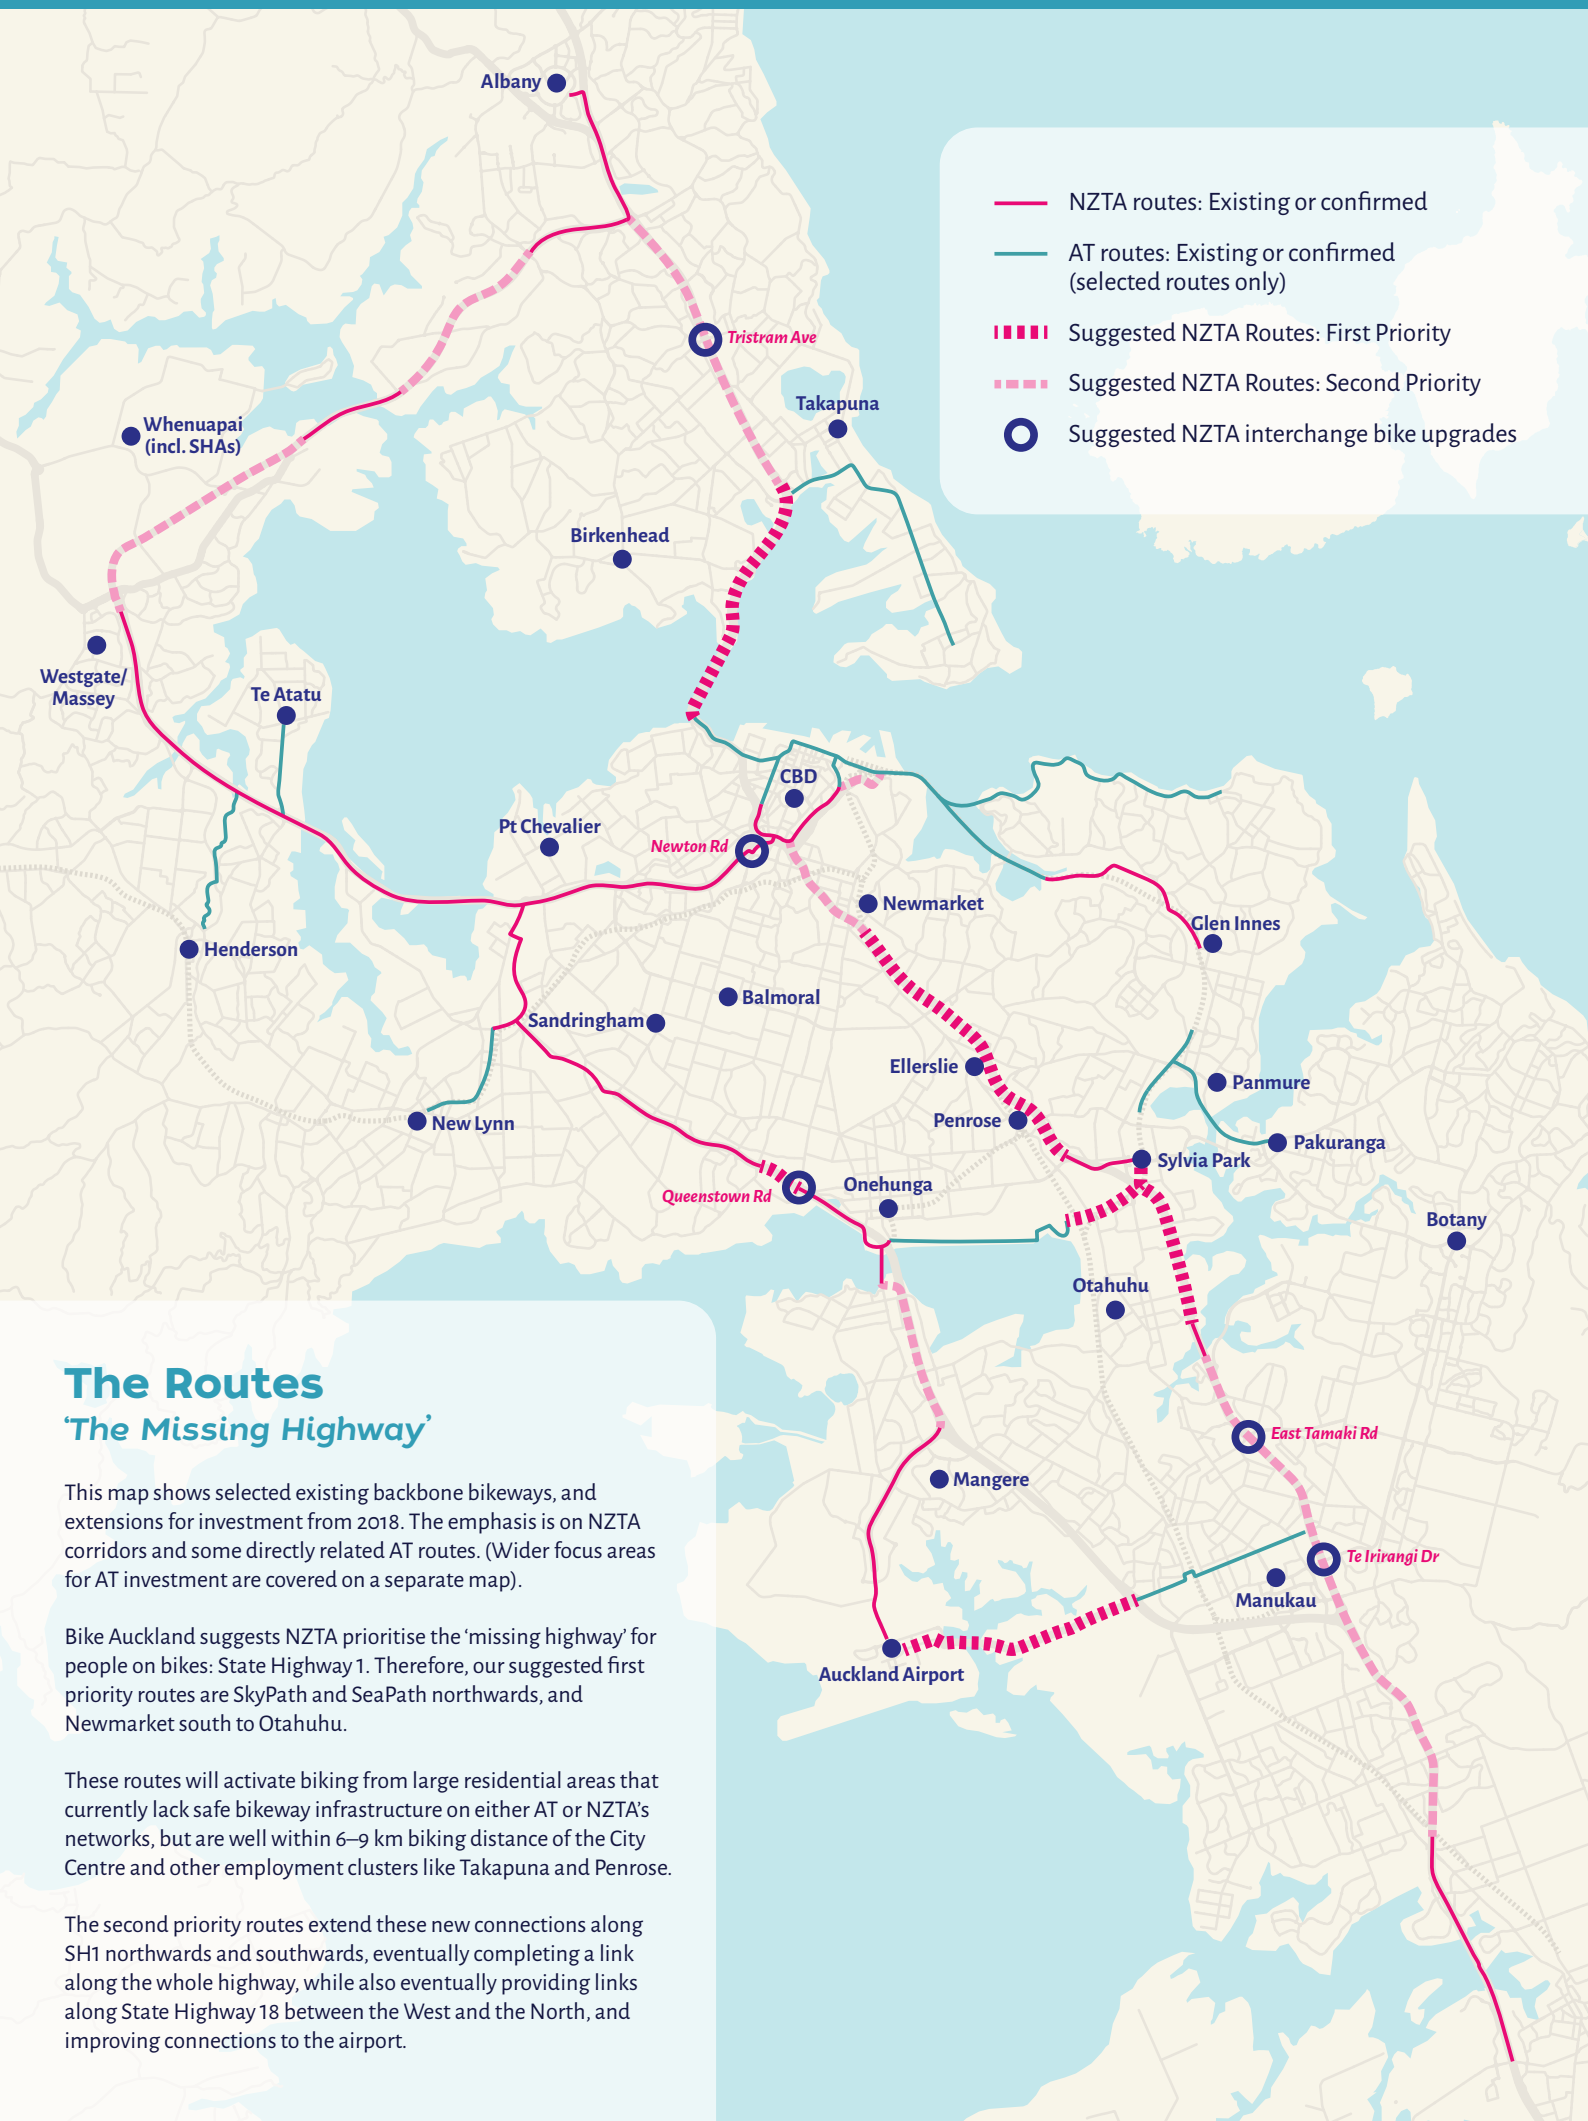 Albany
NZTA routes: Existing or confirmed
AT routes: Existing or confirmed
(selected routes only)
Suggested NZTA Routes: First Priority
Suggested NZTA Routes: Second Priority
Suggested NZTA interchange bike upgrades
Tristram Ave
Takapuna
Whenuapai
(incl. SHAs)
Birkenhead
Westgate/
Massey
Te Atatu
CBD
Pt Chevalier
Newton Rd
Newmarket
Glen Innes
Henderson
Balmoral
Sandringham
Ellerslie
Panmure
Penrose
New Lynn
Pakuranga
Sylvia Park
Onehunga
Queenstown Rd
Botany
Otahuhu
East Tamaki Rd
Mangere
Te Irirangi Dr
Manukau
Auckland Airport
The Routes
‘The Missing Highway’
This map shows selected existing backbone bikeways, and
extensions for investment from 2018. The emphasis is on NZTA
corridors and some directly related AT routes. (Wider focus areas
for AT investment are covered on a separate map).
Bike Auckland suggests NZTA prioritise the ‘missing highway’ for
people on bikes: State Highway 1. Therefore, our suggested first
priority routes are SkyPath and SeaPath northwards, and
Newmarket south to Otahuhu.
These routes will activate biking from large residential areas that
currently lack safe bikeway infrastructure on either AT or NZTA’s
networks, but are well within 6–9 km biking distance of the City
Centre and other employment clusters like Takapuna and Penrose.
The second priority routes extend these new connections along
SH1 northwards and southwards, eventually completing a link
along the whole highway, while also eventually providing links
along State Highway 18 between the West and the North, and
improving connections to the airport.